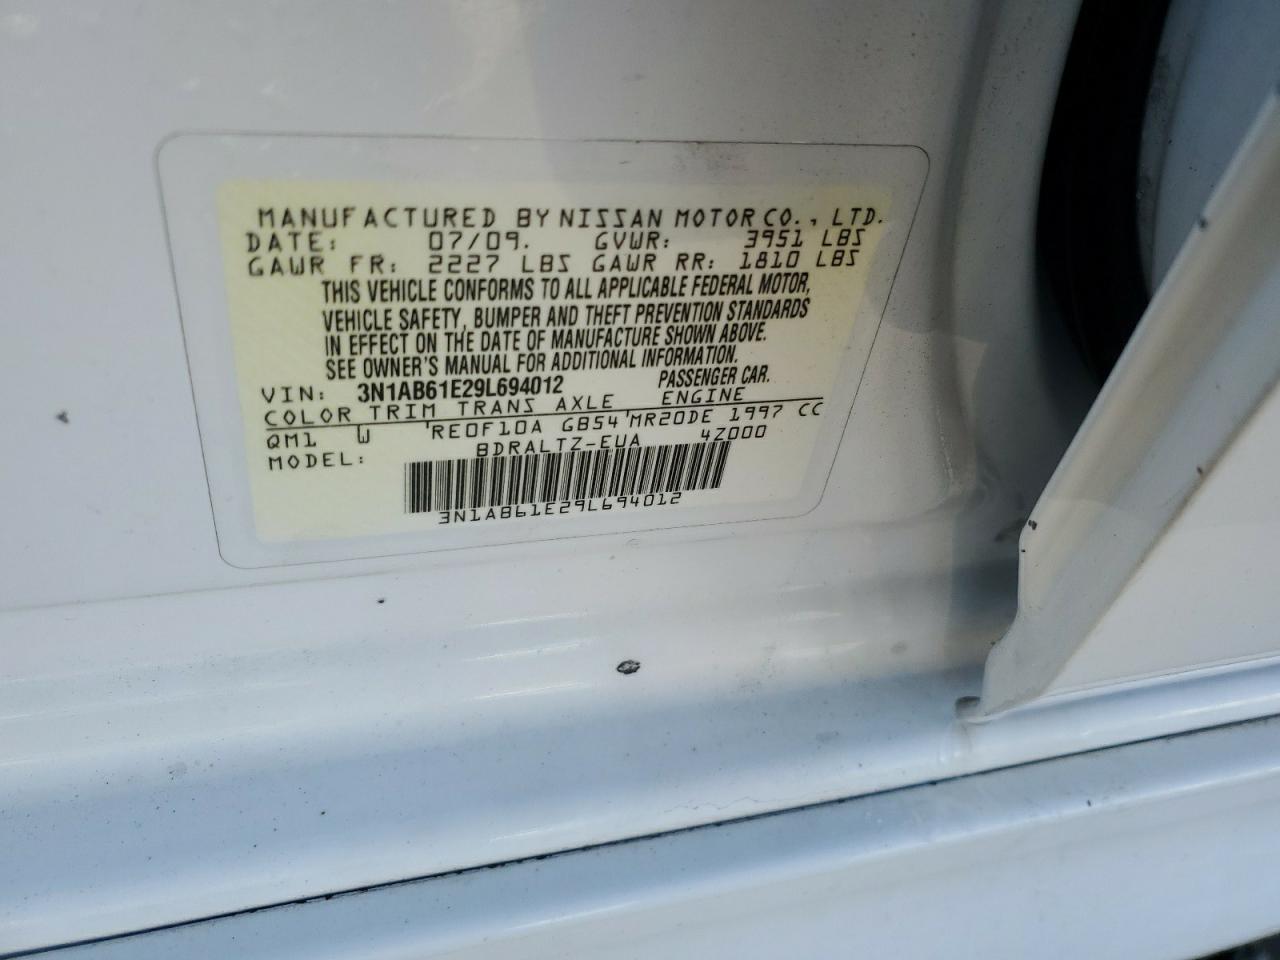 MANUFACTURED BY NISSAN MOTOR CO., LTD.
DATE: 07/09. GVWR: 3951 LBS
GAWR FR: 2227 LBS GAWR RR: 1810 LBS
THIS VEHICLE CONFORMS TO ALL APPLICABLE FEDERAL MOTOR,
VEHICLE SAFETY, BUMPER AND THEFT PREVENTION STANDARDS
IN EFFECT ON THE DATE OF MANUFACTURE SHOWN ABOVE.
SEE OWNER'S MANUAL FOR ADDITIONAL INFORMATION.
VIN: 3N1AB61E29L694012 PASSENGER CAR.
COLOR TRIM TRANS AXLE ENGINE
QM1 W RE0F10A GB54 MR20DE 1997 CC
MODEL: BDRALTZ-EUA 4Z000
3N1AB61E29L694012